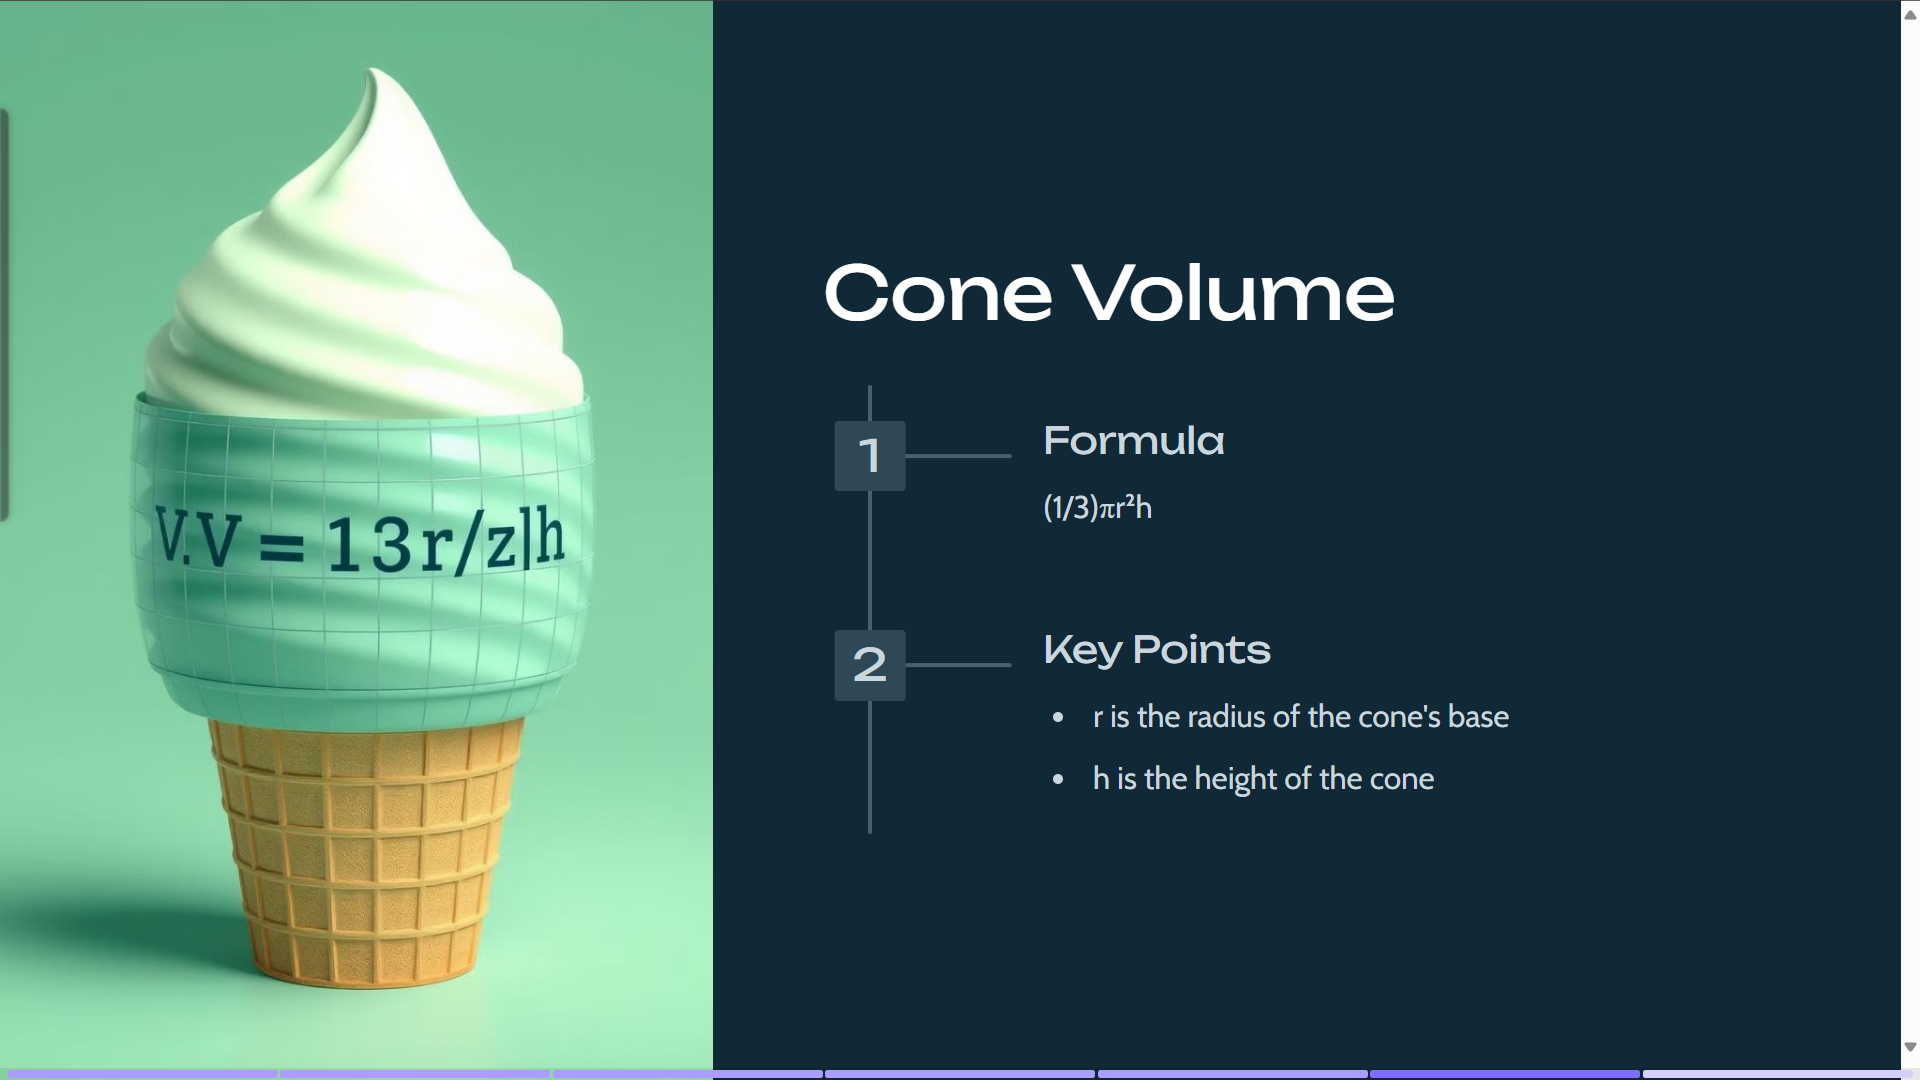 V.V = 13r/z|h
Cone Volume
1
Formula
(1/3)πr²h
2
Key Points
• r is the radius of the cone's base
• h is the height of the cone